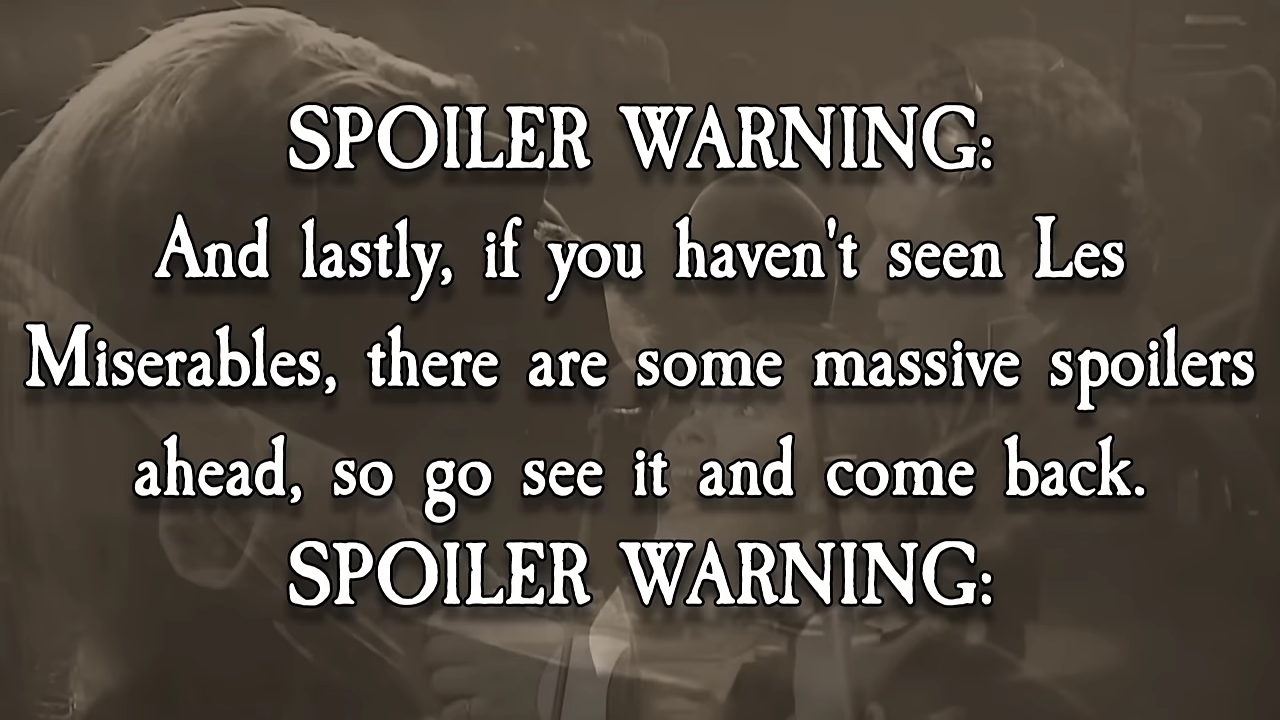 SPOILER WARNING:
And lastly, if you haven't seen Les
Miserables, there are some massive spoilers
ahead, so go see it and come back.
SPOILER WARNING: